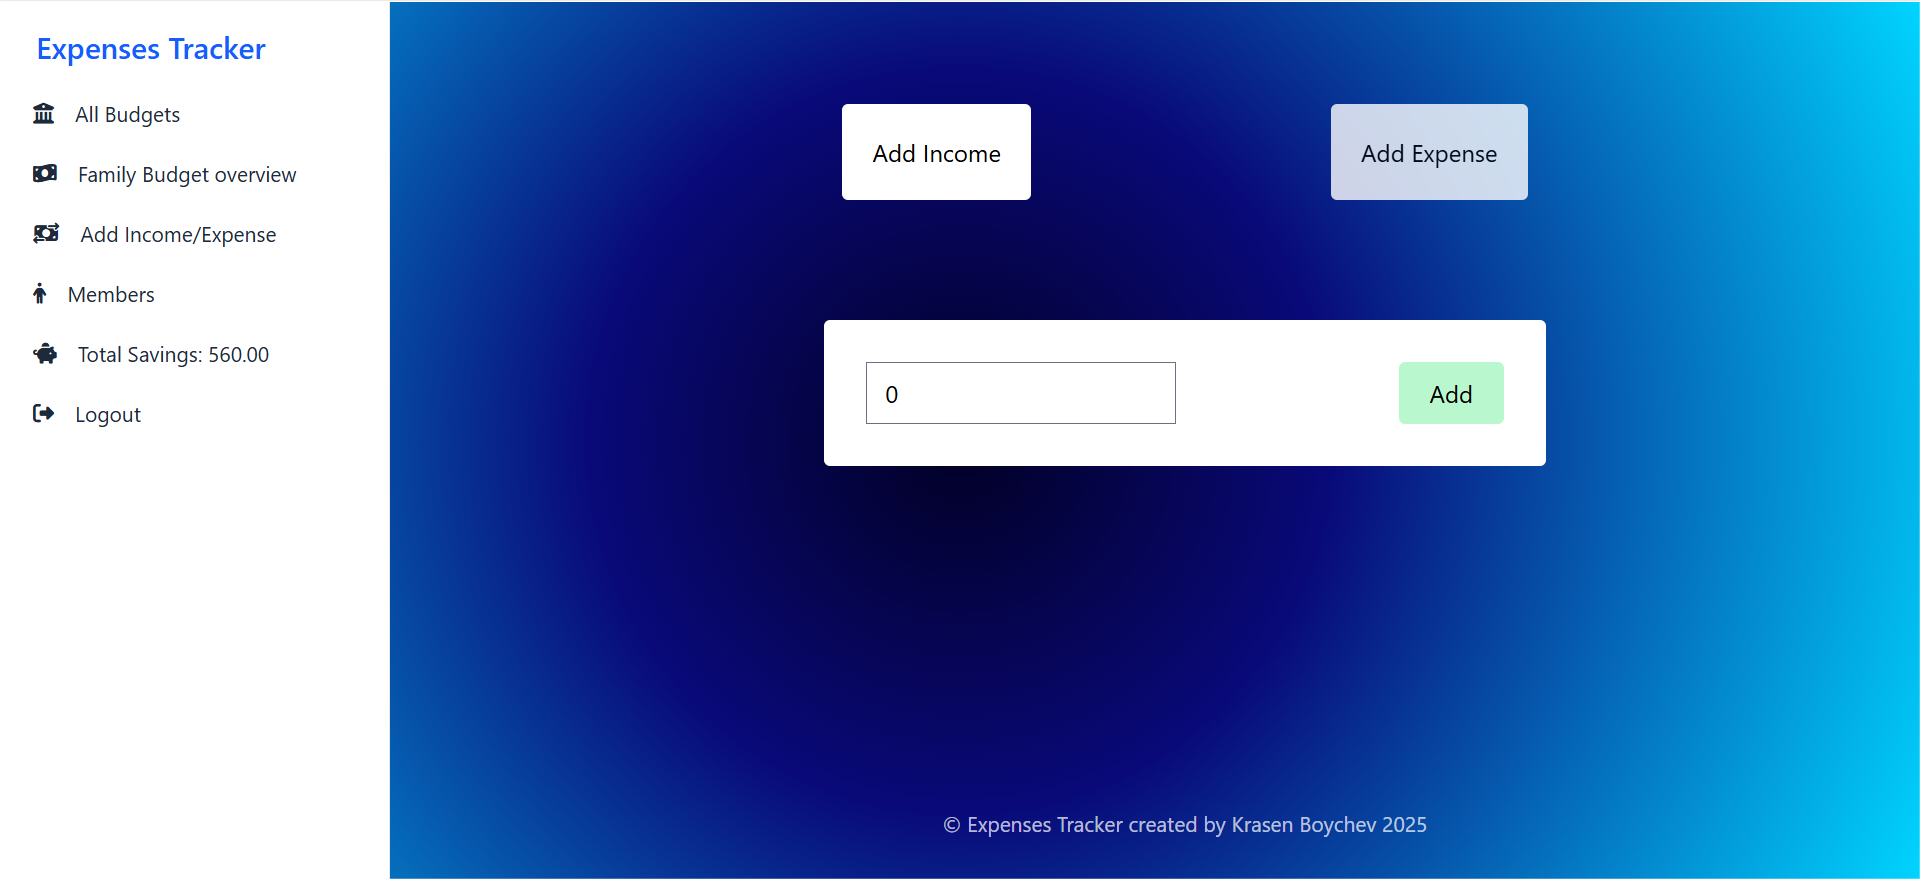 Expenses Tracker
All Budgets
Family Budget overview
Add Income/Expense
Members
Total Savings: 560.00
Logout
Add Income
Add Expense
0
Add
© Expenses Tracker created by Krasen Boychev 2025